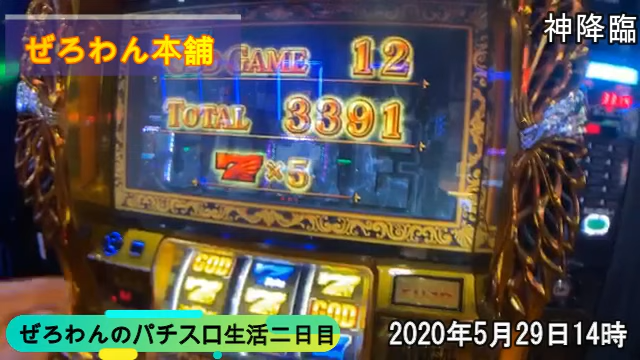 神降臨
ぜろわん本舗
GAME 12
TOTAL 3391
7×5
GOD
GOD
ぜろわんのパチスロ生活二日目
2020年5月29日14時